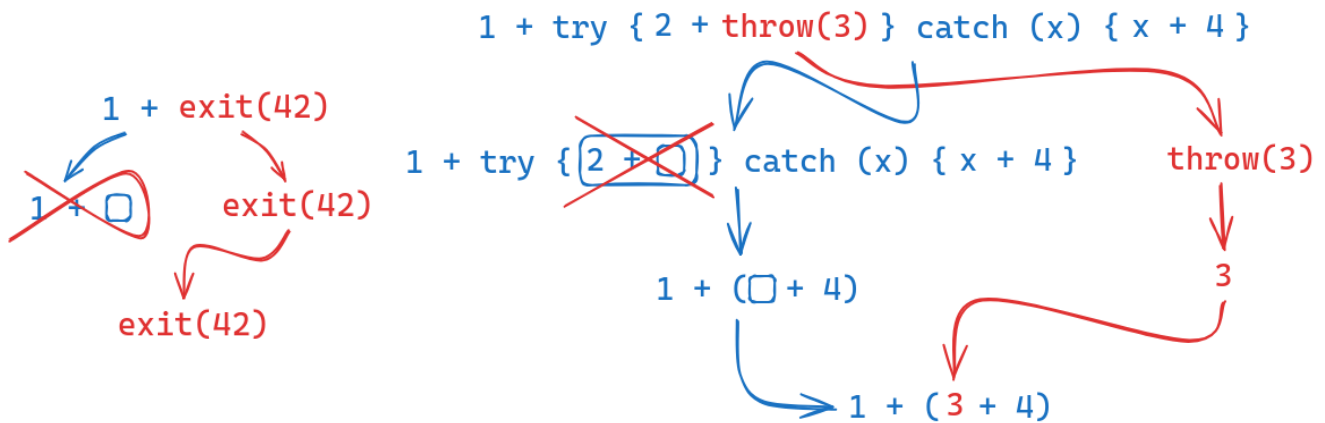 1 + try { 2 + throw(3) } catch (x) { x + 4 }
1 + exit(42)
1 + try { 2 + □ } catch (x) { x + 4 }
throw(3)
1 + □
exit(42)
3
1 + (□ + 4)
exit(42)
1 + (3 + 4)